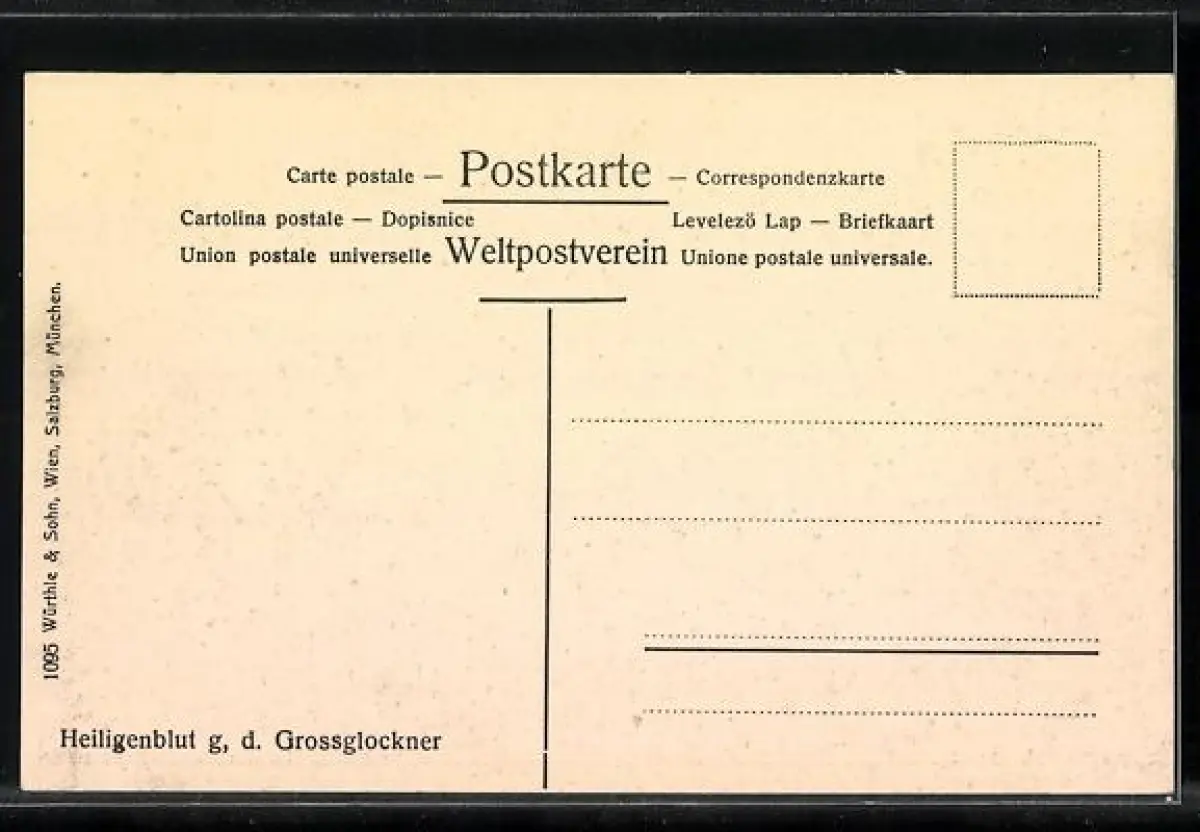 Carte postale — Postkarte — Correspondenzkarte
Cartolina postale — Dopisnice Levelező Lap — Briefkaart
Union postale universelle Weltpostverein Unione postale universale.
1095 Würthle & Sohn, Wien, Salzburg, München.
Heiligenblut g, d. Grossglockner